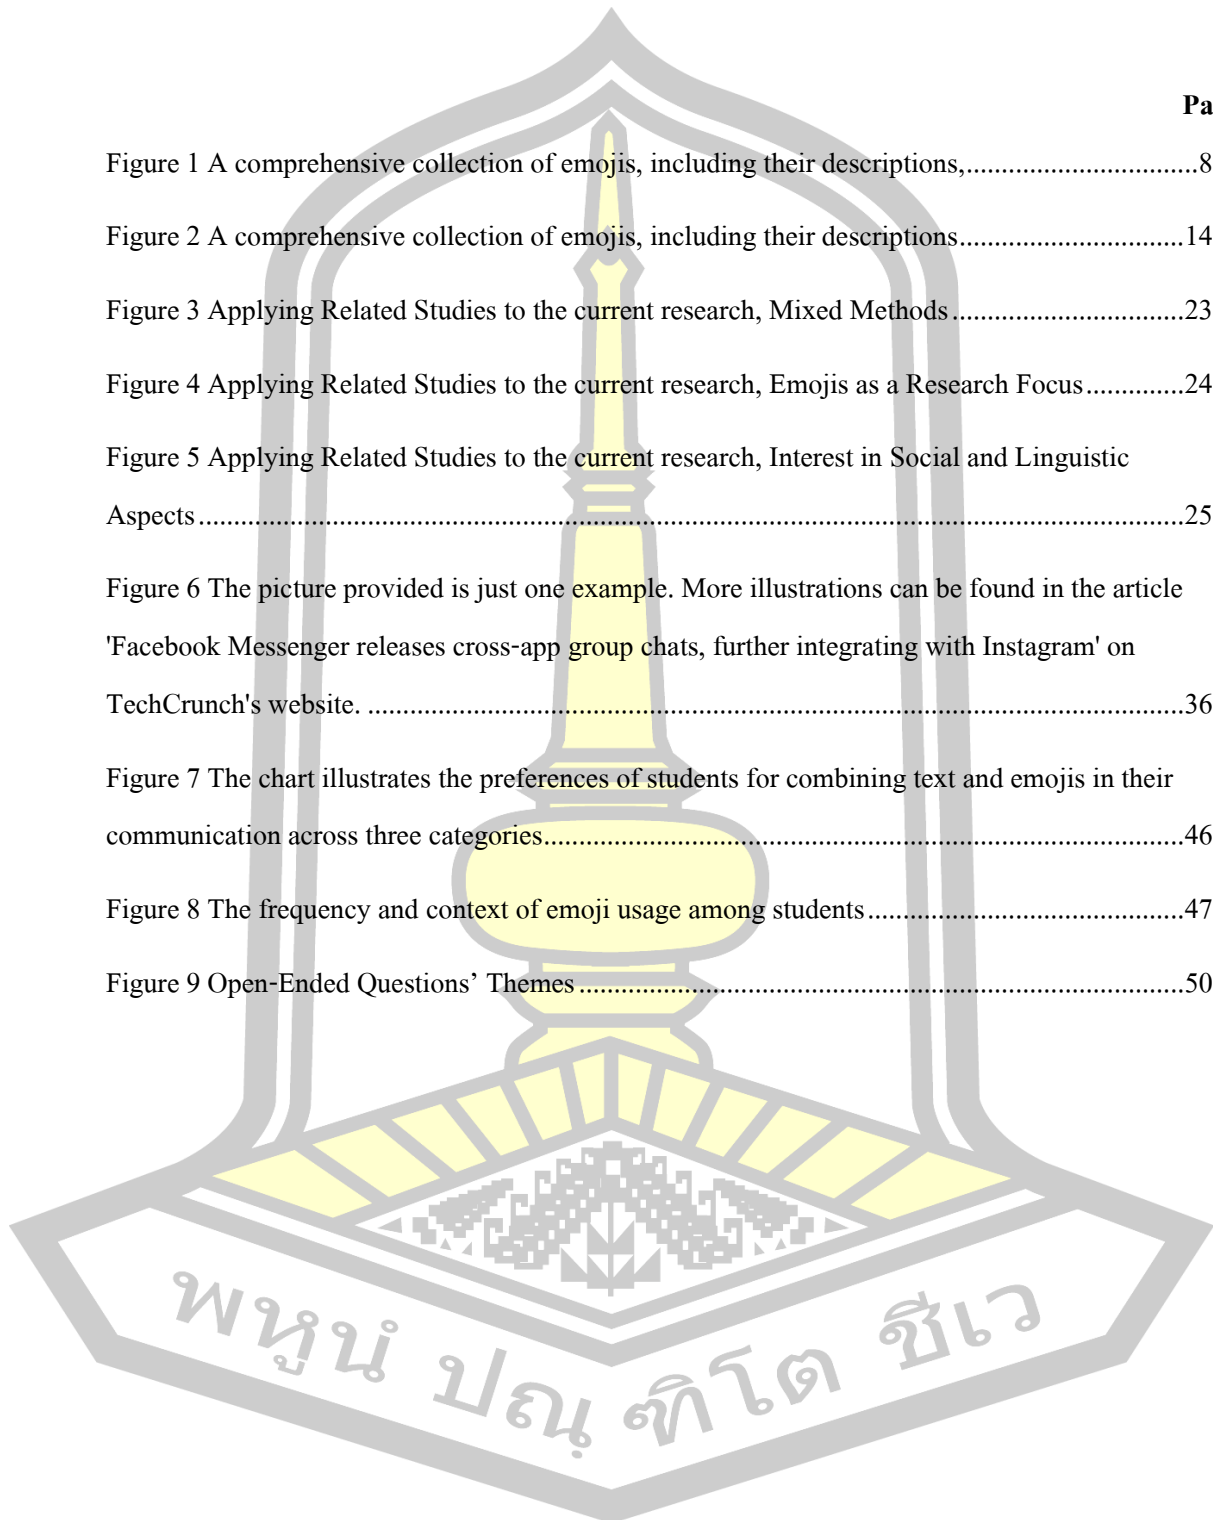 Pa
Figure 1 A comprehensive collection of emojis, including their descriptions,.................................8
Figure 2 A comprehensive collection of emojis, including their descriptions................................14
Figure 3 Applying Related Studies to the current research, Mixed Methods.................................23
Figure 4 Applying Related Studies to the current research, Emojis as a Research Focus..............24
Figure 5 Applying Related Studies to the current research, Interest in Social and Linguistic
Aspects............................................................................................................................................25
Figure 6 The picture provided is just one example. More illustrations can be found in the article
'Facebook Messenger releases cross-app group chats, further integrating with Instagram' on
TechCrunch's website. ....................................................................................................................36
Figure 7 The chart illustrates the preferences of students for combining text and emojis in their
communication across three categories...........................................................................................46
Figure 8 The frequency and context of emoji usage among students.............................................47
Figure 9 Open-Ended Questions’ Themes......................................................................................50
พหูนํ ปณฺ ฑิโต ชีเว